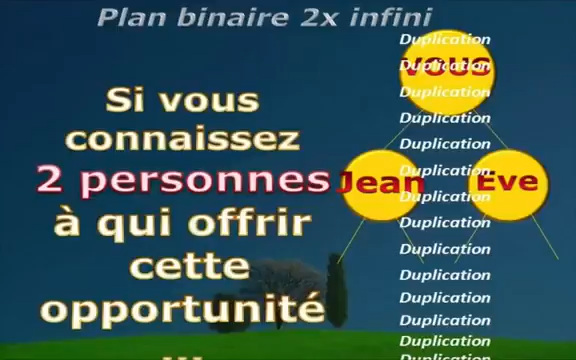 Plan binaire 2x infini
Si vous
connaissez
2 personnes
à qui offrir
cette
opportunité
...
VOUS
Jean
Eve
Duplication
Duplication
Duplication
Duplication
Duplication
Duplication
Duplication
Duplication
Duplication
Duplication
Duplication
Duplication
Duplication